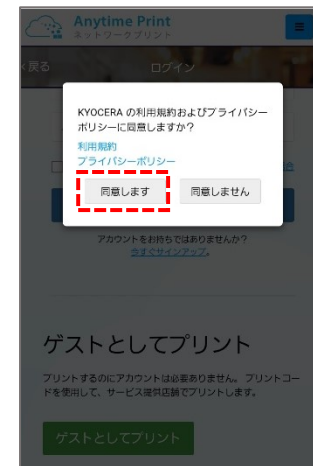 Anytime Print
ネットワークプリント
戻る
ログイン
KYOCERA の利用規約およびプライバシー
ポリシーに同意しますか？
利用規約
プライバシーポリシー
同意します
同意しません
アカウントをお持ちではありませんか？
今すぐサインアップ。
ゲストとしてプリント
プリントするのにアカウントは必要ありません。 プリントコー
ドを使用して、サービス提供店舗でプリントします。
ゲストとしてプリント